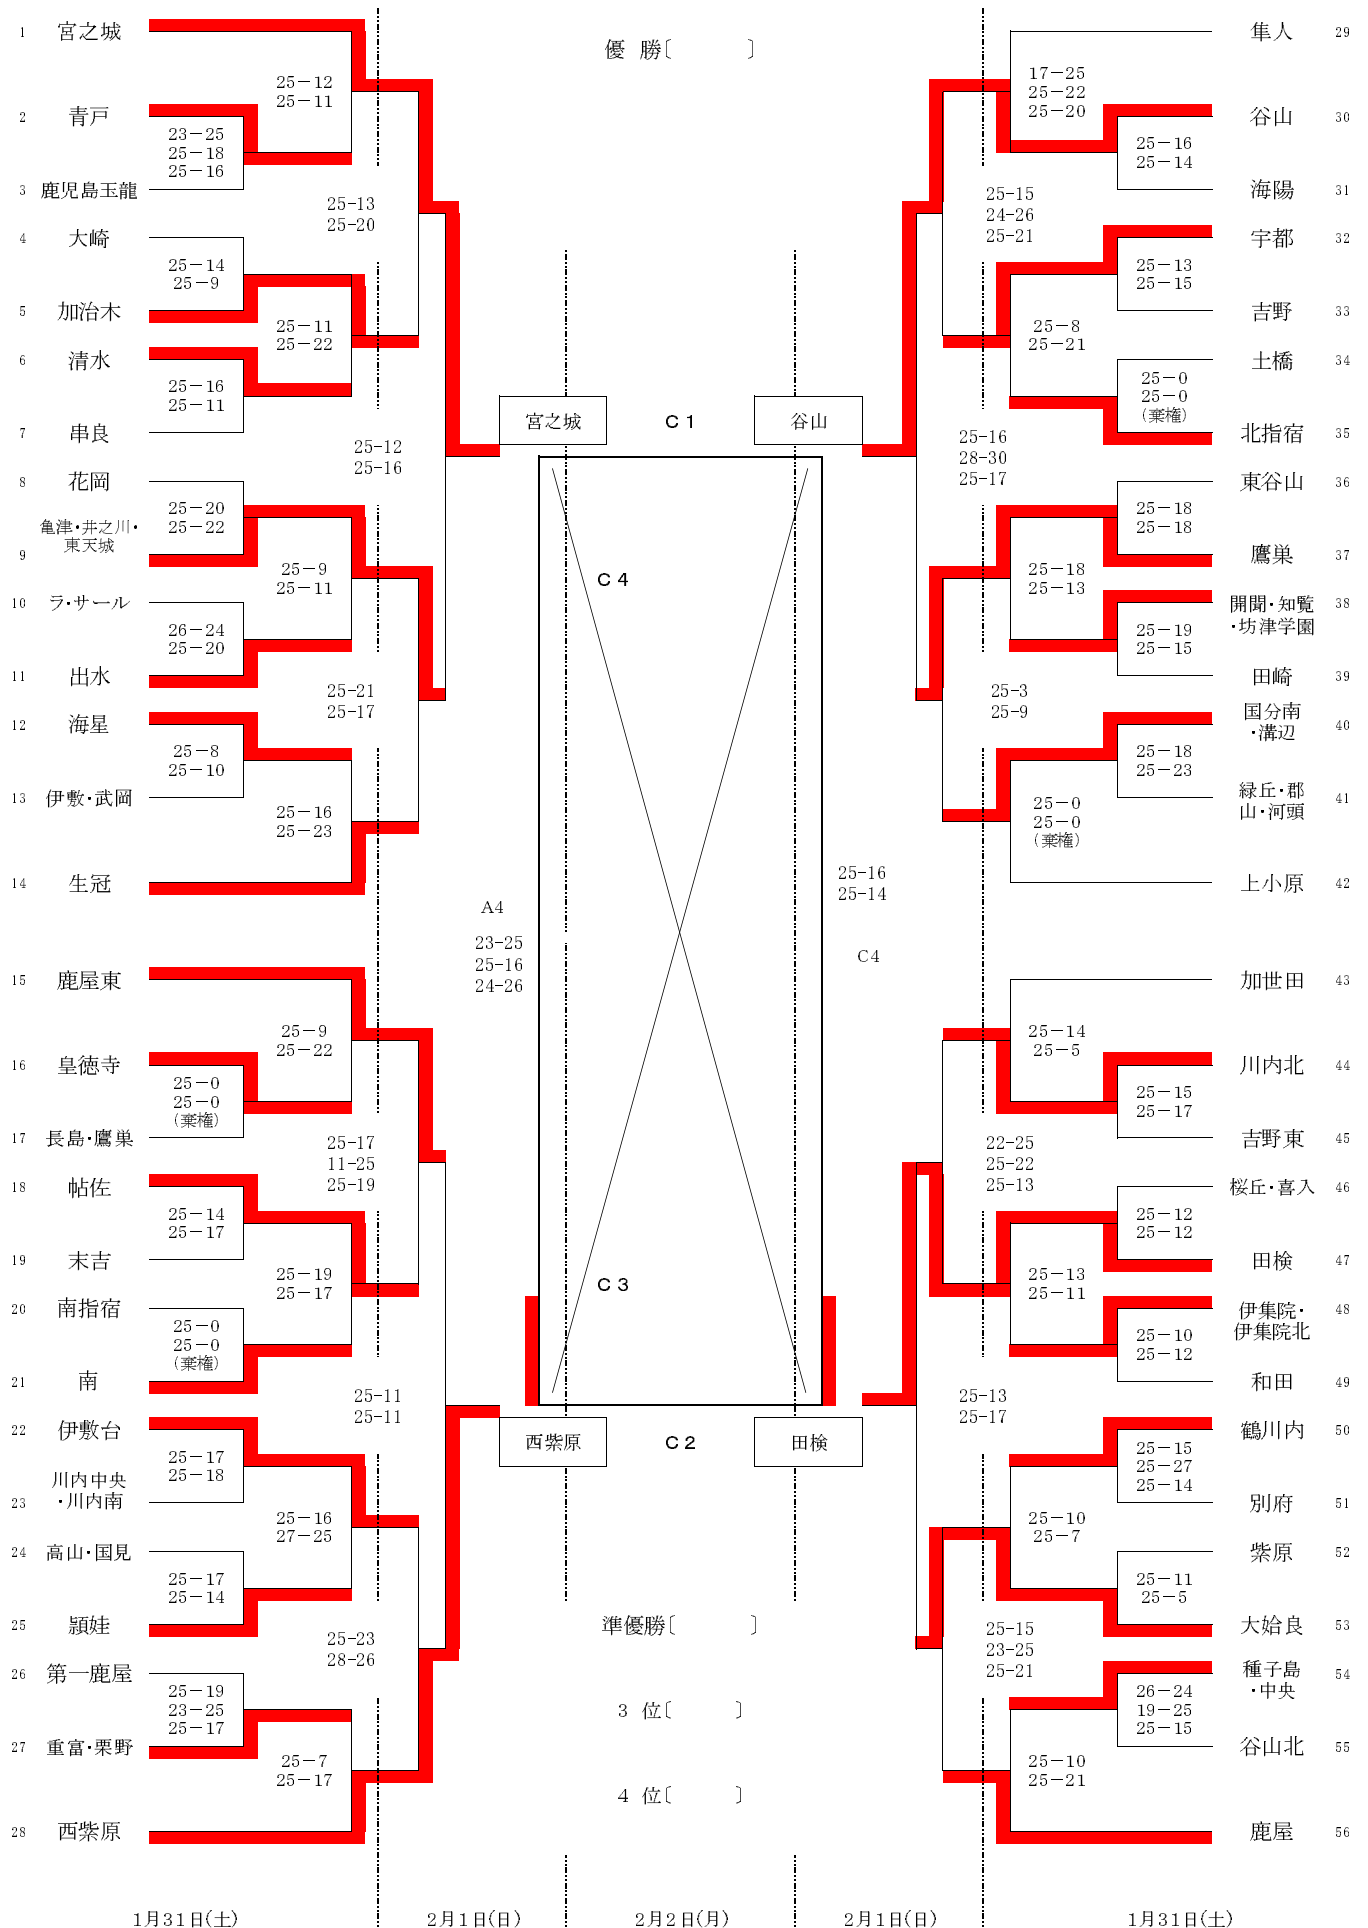 優 勝〔 〕
1 宮之城
25－12
25－11
2 青戸
23－25
25－18
25－16
3 鹿児島玉龍
25-13
25-20
4 大崎
25－14
25－9
5 加治木
25－11
25－22
6 清水
25－16
25－11
7 串良
25-12
25-16
8 花岡
25－20
25－22
9 亀津・井之川・
東天城
25－9
25－11
10 ラ・サール
26－24
25－20
11 出水
25-21
25-17
12 海星
25－8
25－10
13 伊敷・武岡
25－16
25－23
14 生冠
A4
23-25
25-16
24-26
15 鹿屋東
25－9
25－22
16 皇徳寺
25－0
25－0
（棄権）
17 長島・鷹巣
25-17
11-25
25-19
18 帖佐
25－14
25－17
19 末吉
25－19
25－17
20 南指宿
25－0
25－0
（棄権）
21 南
25-11
25-11
22 伊敷台
25－17
25－18
23 川内中央
・川内南
25－16
27－25
24 高山・国見
25－17
25－14
25 頴娃
25-23
28-26
26 第一鹿屋
25－19
23－25
25－17
27 重富・栗野
25－7
25－17
28 西紫原
宮之城
C1
谷山
C4
C3
西紫原
C2
田検
準優勝〔 〕
3 位〔 〕
4 位〔 〕
隼人 29
17－25
25－22
25－20
谷山 30
25－16
25－14
海陽 31
25-15
24-26
25-21
宇都 32
25－13
25－15
吉野 33
25－8
25－21
土橋 34
25－0
25－0
（棄権）
北指宿 35
25-16
28-30
25-17
東谷山 36
25－18
25－18
鷹巣 37
25－18
25－13
開聞・知覧
・坊津学園 38
25－19
25－15
田崎 39
25-3
25-9
国分南
・溝辺 40
25－18
25－23
緑丘・郡
山・河頭 41
25－0
25－0
（棄権）
上小原 42
25-16
25-14
C4
加世田 43
25－14
25－5
川内北 44
25－15
25－17
吉野東 45
22-25
25-22
25-13
桜丘・喜入 46
25－12
25－12
田検 47
25－13
25－11
伊集院・
伊集院北 48
25－10
25－12
和田 49
25-13
25-17
鶴川内 50
25－15
25－27
25－14
別府 51
25－10
25－7
紫原 52
25－11
25－5
大姶良 53
25-15
23-25
25-21
種子島
・中央 54
26－24
19－25
25－15
谷山北 55
25－10
25－21
鹿屋 56
1月31日(土) 2月1日(日) 2月2日(月) 2月1日(日) 1月31日(土)